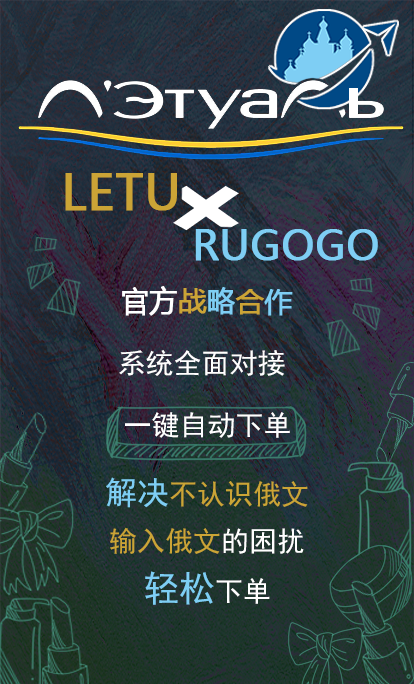 Л'Этуаль
LETU
X
RUGOGO
官方战略合作
系统全面对接
一键自动下单
解决不认识俄文
输入俄文的困扰
轻松下单